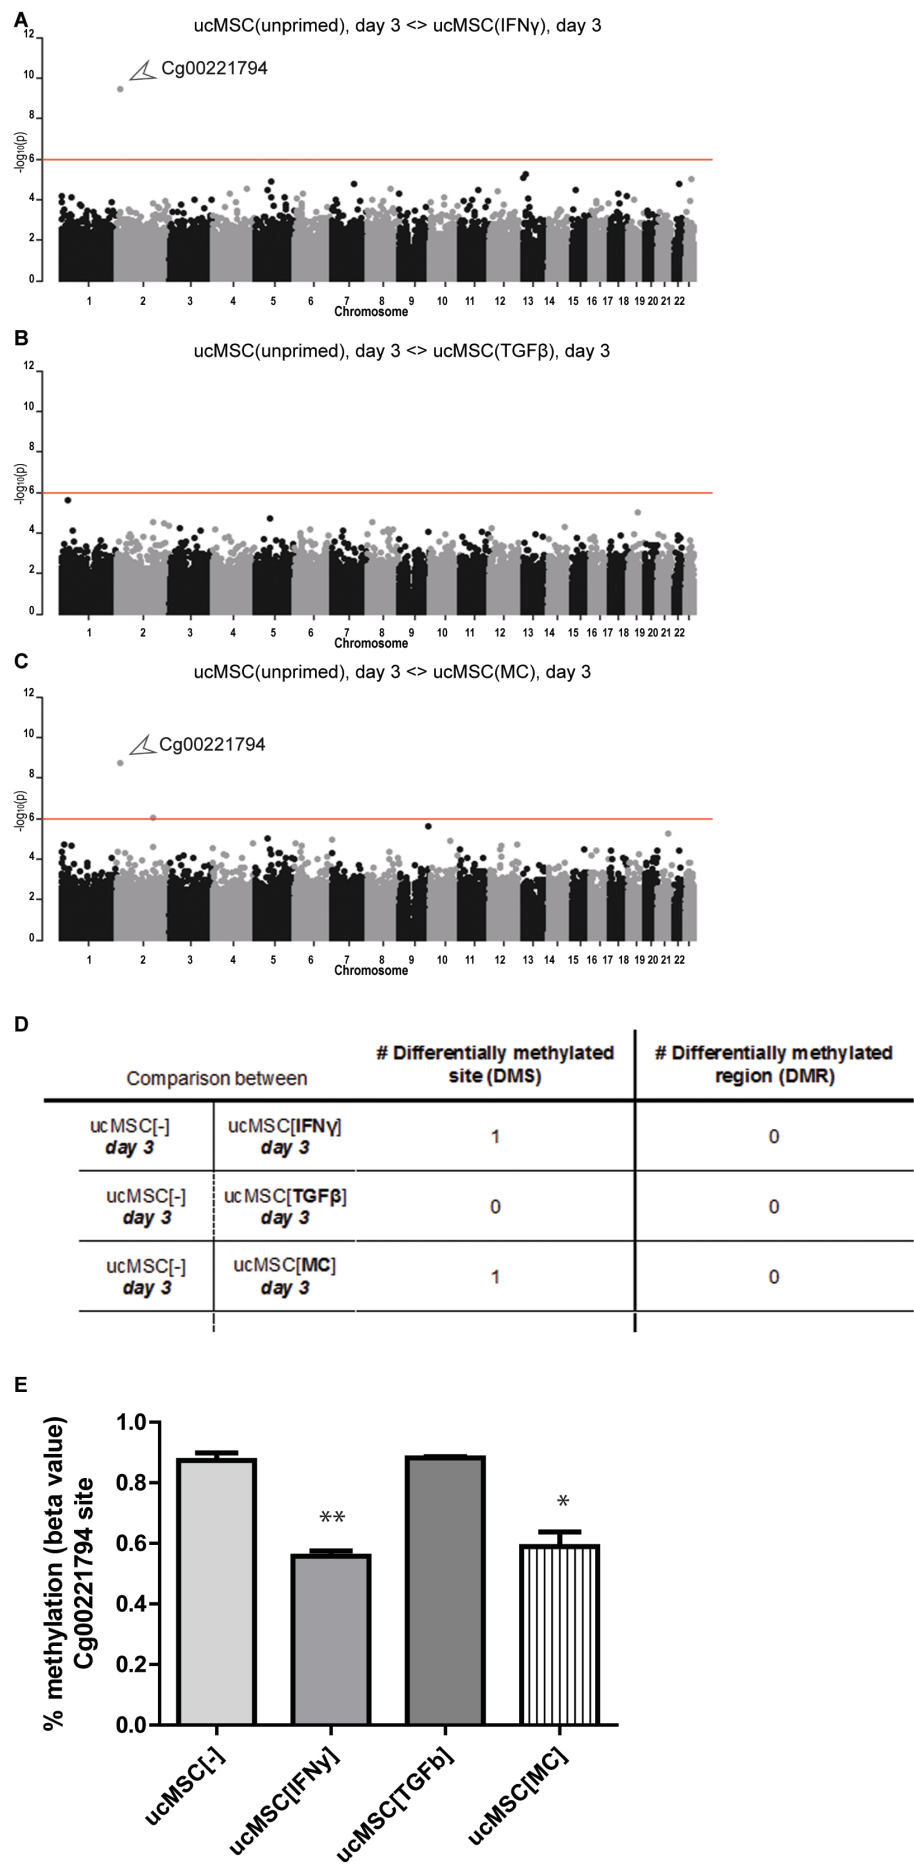 A
ucMSC(unprimed), day 3 <> ucMSC(IFNγ), day 3
12
10
8
6
4
2
0
-log10(p)
Cg00221794
1 2 3 4 5 6 7 8 9 10 11 12 13 14 15 16 17 18 19 20 21 22
Chromosome
B
ucMSC(unprimed), day 3 <> ucMSC(TGFβ), day 3
12
10
8
6
4
2
0
-log10(p)
1 2 3 4 5 6 7 8 9 10 11 12 13 14 15 16 17 18 19 20 21 22
Chromosome
C
ucMSC(unprimed), day 3 <> ucMSC(MC), day 3
12
10
8
6
4
2
0
-log10(p)
Cg00221794
1 2 3 4 5 6 7 8 9 10 11 12 13 14 15 16 17 18 19 20 21 22
Chromosome
D
Comparison between
# Differentially methylated
site (DMS)
# Differentially methylated
region (DMR)
ucMSC[-]
day 3
ucMSC[IFNγ]
day 3
1
0
ucMSC[-]
day 3
ucMSC[TGFβ]
day 3
0
0
ucMSC[-]
day 3
ucMSC[MC]
day 3
1
0
E
% methylation (beta value)
Cg00221794 site
1.0
0.8
0.6
0.4
0.2
0.0
**
*
ucMSC[-]
ucMSC[IFNy]
ucMSC[TGFb]
ucMSC[MC]